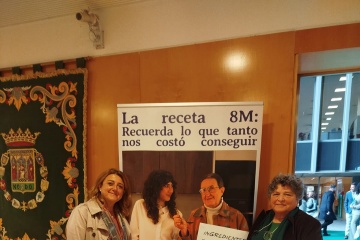 La receta 8M:
Recuerda lo que tanto
nos costó conseguir
INGREDIENTES